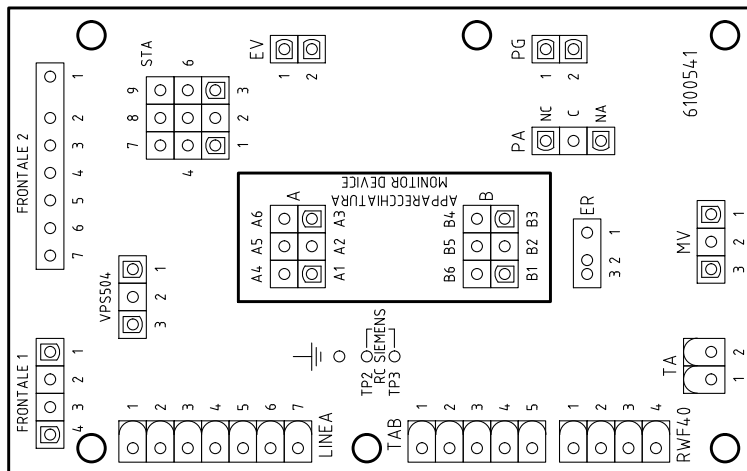 FRONTALE 2
7 6 5 4 3 2 1
STA
7 8 9
4 6
1 2 3
EV
1 2
PG
1 2
PA
NC C NA
6100541
VPS504
3 2 1
FRONTALE 1
4 3 2 1
APPARECCHIATURA
MONITOR DEVICE
A
A4 A5 A6
A1 A2 A3
B
B6 B5 B4
B1 B2 B3
ER
3 2 1
MV
3 2 1
TP2
RC SIEMENS
TP3
LINEA
1 2 3 4 5 6 7
TAB
1 2 3 4 5
RWF40
1 2 3 4
TA
1 2